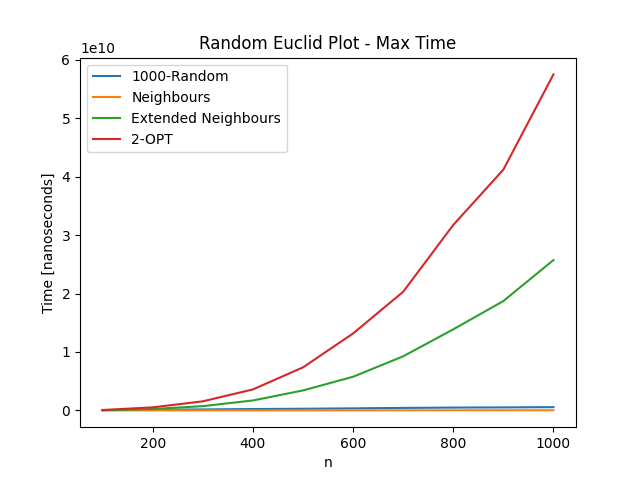 Random Euclid Plot - Max Time
1e10
1000-Random
Neighbours
Extended Neighbours
2-OPT
Time [nanoseconds]
6
5
4
3
2
1
0
200 400 600 800 1000
n